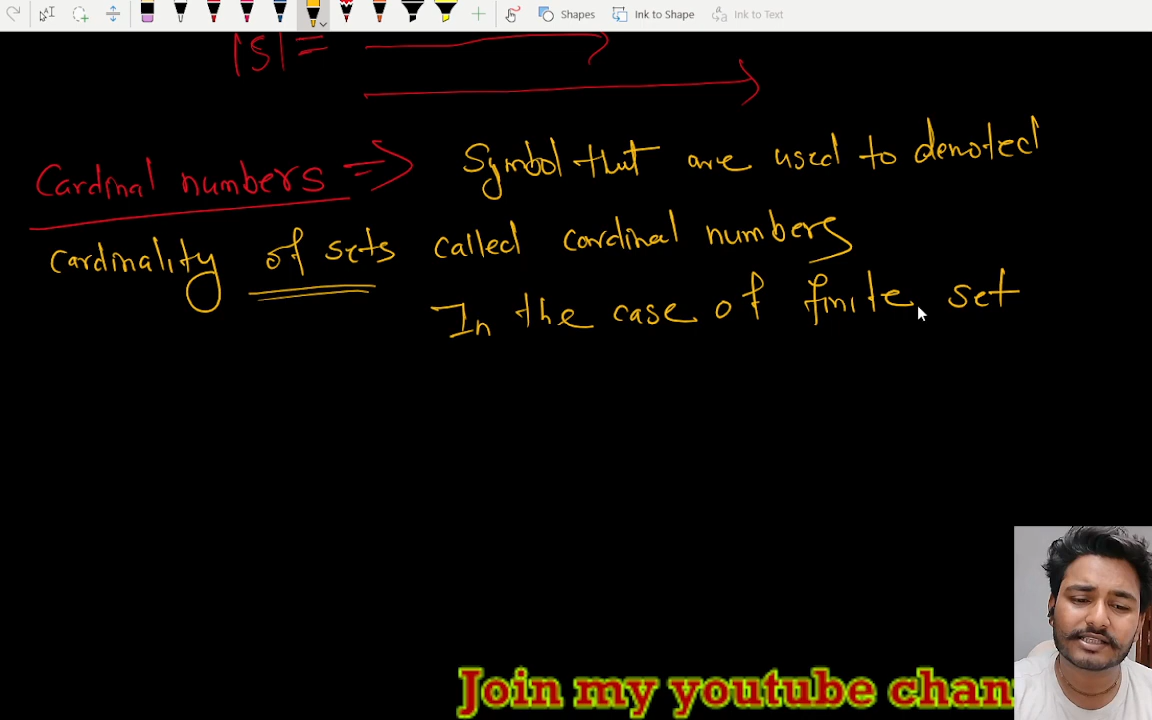 Shapes Ink to Shape Ink to Text
|S| =
Cardinal numbers => Symbol that are used to denoted
cardinality of sets called cardinal numbers
In the case of finite set
Join my youtube chan